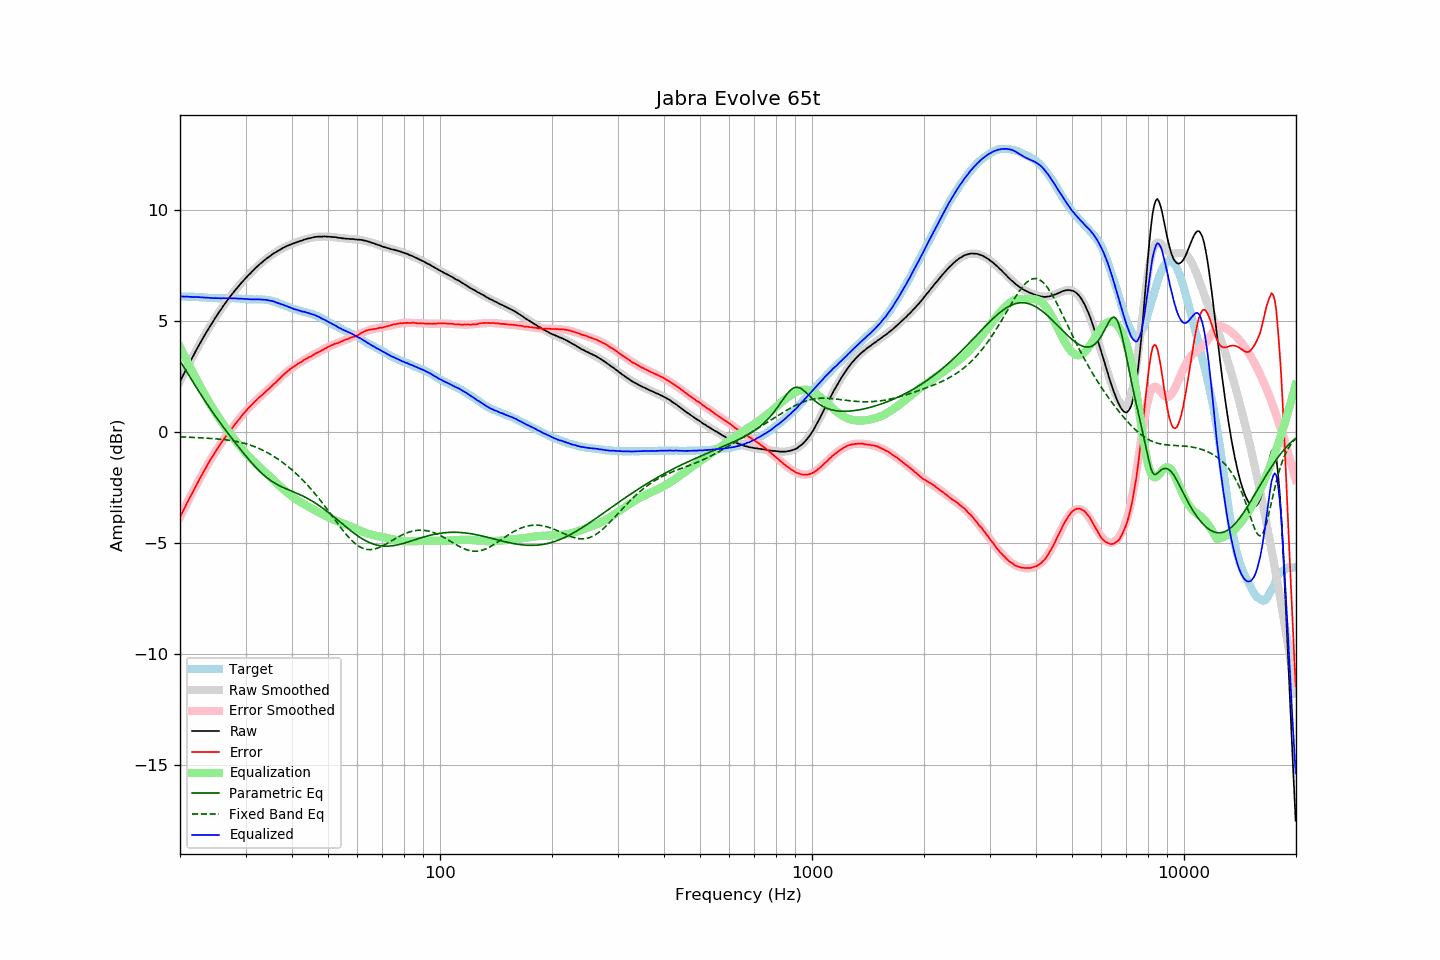 Jabra Evolve 65t
Amplitude (dBr)
10
5
0
−5
−10
−15
Target
Raw Smoothed
Error Smoothed
Raw
Error
Equalization
Parametric Eq
Fixed Band Eq
Equalized
100
1000
10000
Frequency (Hz)